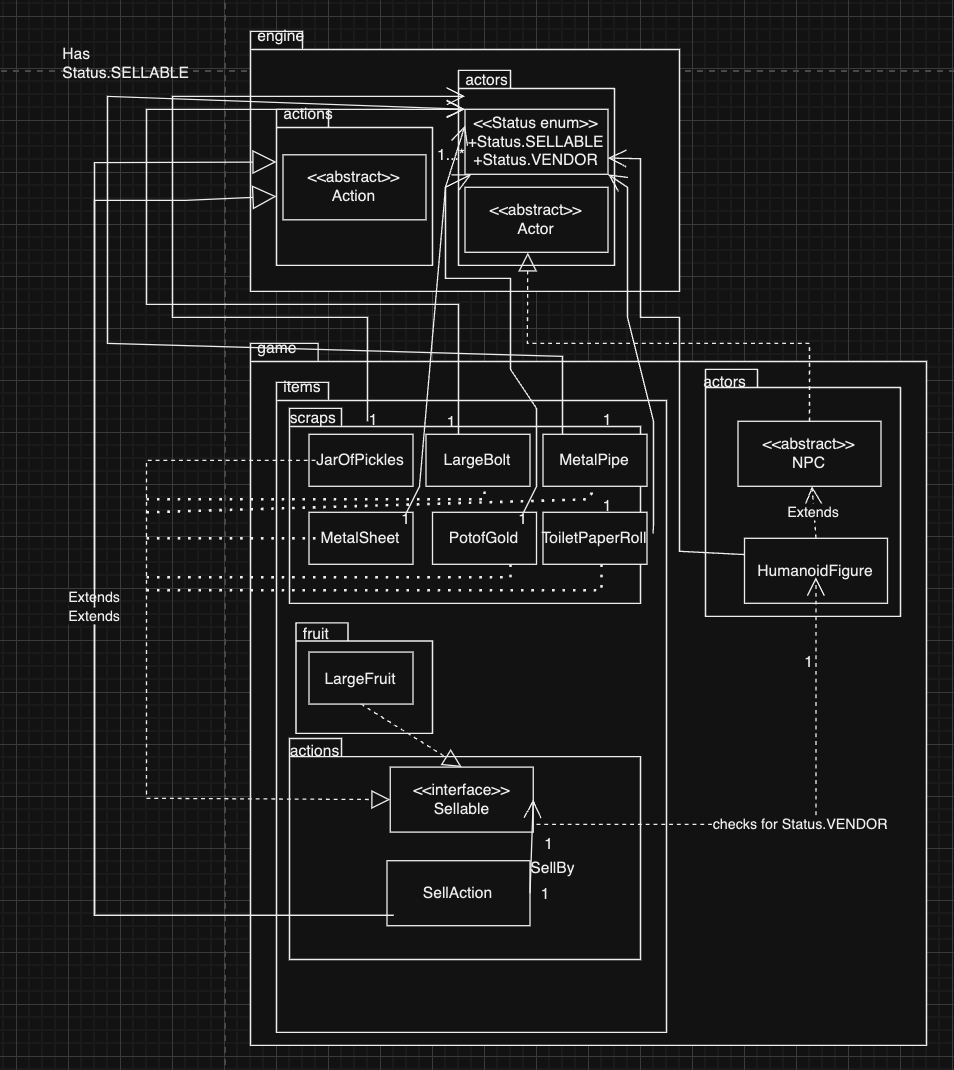 engine
Has
Status.SELLABLE
actors
actions
<<Status enum>>
+Status.SELLABLE
+Status.VENDOR
1...*
<<abstract>>
Action
<<abstract>>
Actor
game
items
actors
scraps
1
1
1
JarOfPickles
LargeBolt
MetalPipe
<<abstract>>
NPC
1
1
1
Extends
MetalSheet
PotofGold
ToiletPaperRoll
HumanoidFigure
Extends
Extends
fruit
LargeFruit
1
actions
<<interface>>
Sellable
checks for Status.VENDOR
1
SellBy
SellAction
1